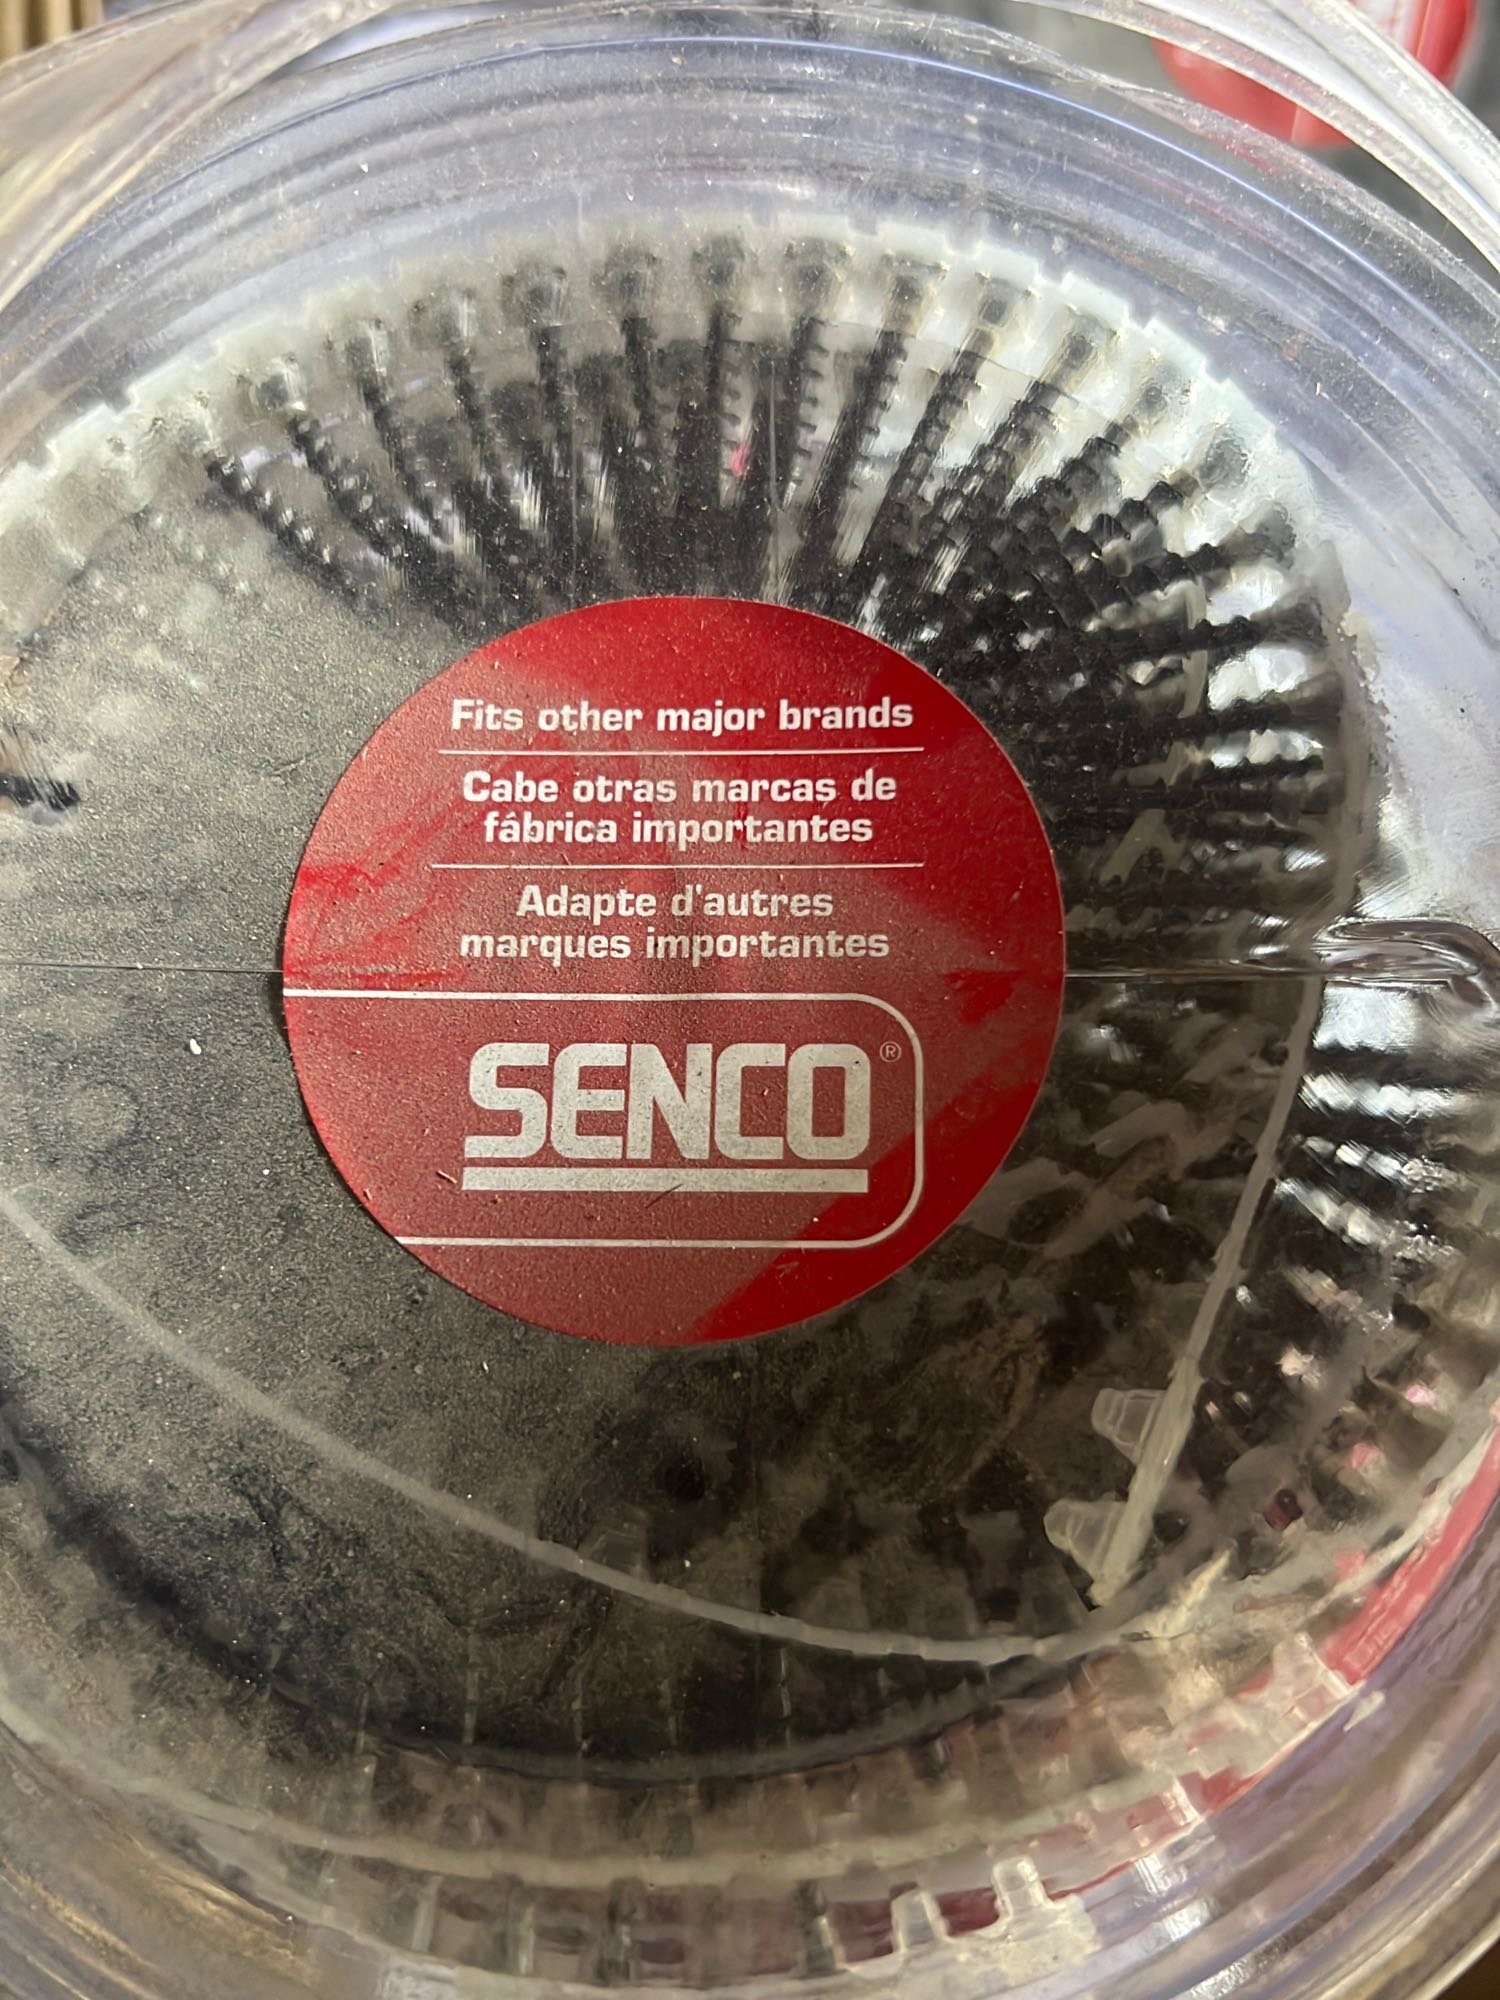 Fits other major brands
Cabe otras marcas de
fábrica importantes
Adapte d'autres
marques importantes
SENCO®